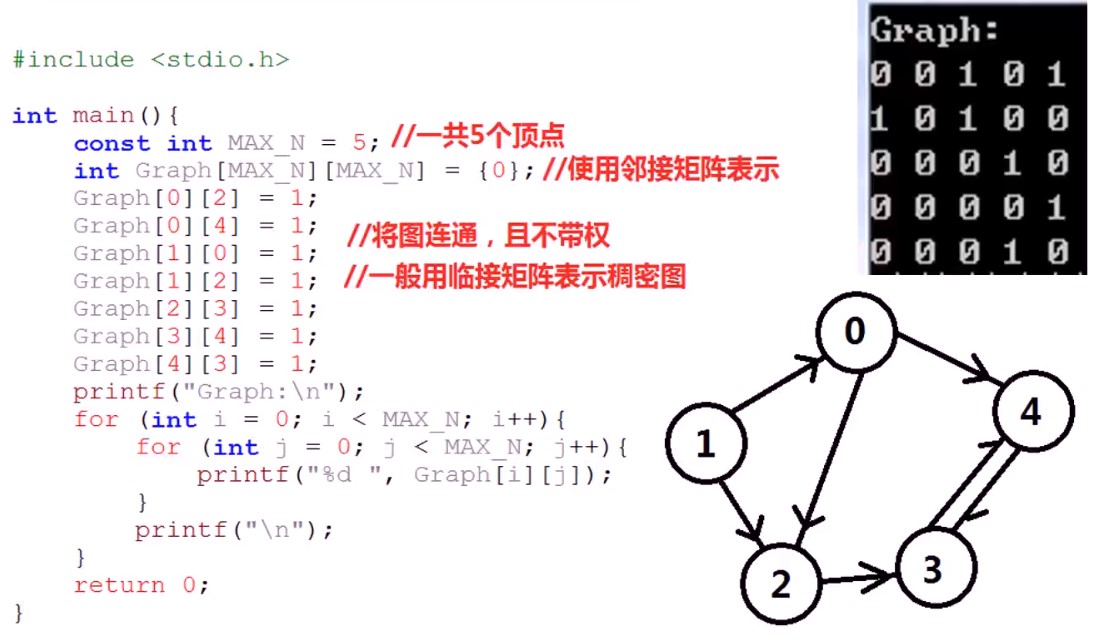 #include <stdio.h>
int main(){
const int MAX_N = 5; //一共5个顶点
int Graph[MAX_N][MAX_N] = {0}; //使用邻接矩阵表示
Graph[0][2] = 1;
Graph[0][4] = 1; //将图连通，且不带权
Graph[1][0] = 1;
Graph[1][2] = 1; //一般用临接矩阵表示稠密图
Graph[2][3] = 1;
Graph[3][4] = 1;
Graph[4][3] = 1;
printf("Graph:\n");
for (int i = 0; i < MAX_N; i++){
for (int j = 0; j < MAX_N; j++){
printf("%d ", Graph[i][j]);
}
printf("\n");
}
return 0;
}
Graph:
0 0 1 0 1
1 0 1 0 0
0 0 0 1 0
0 0 0 0 1
0 0 0 1 0
0
4
1
3
2